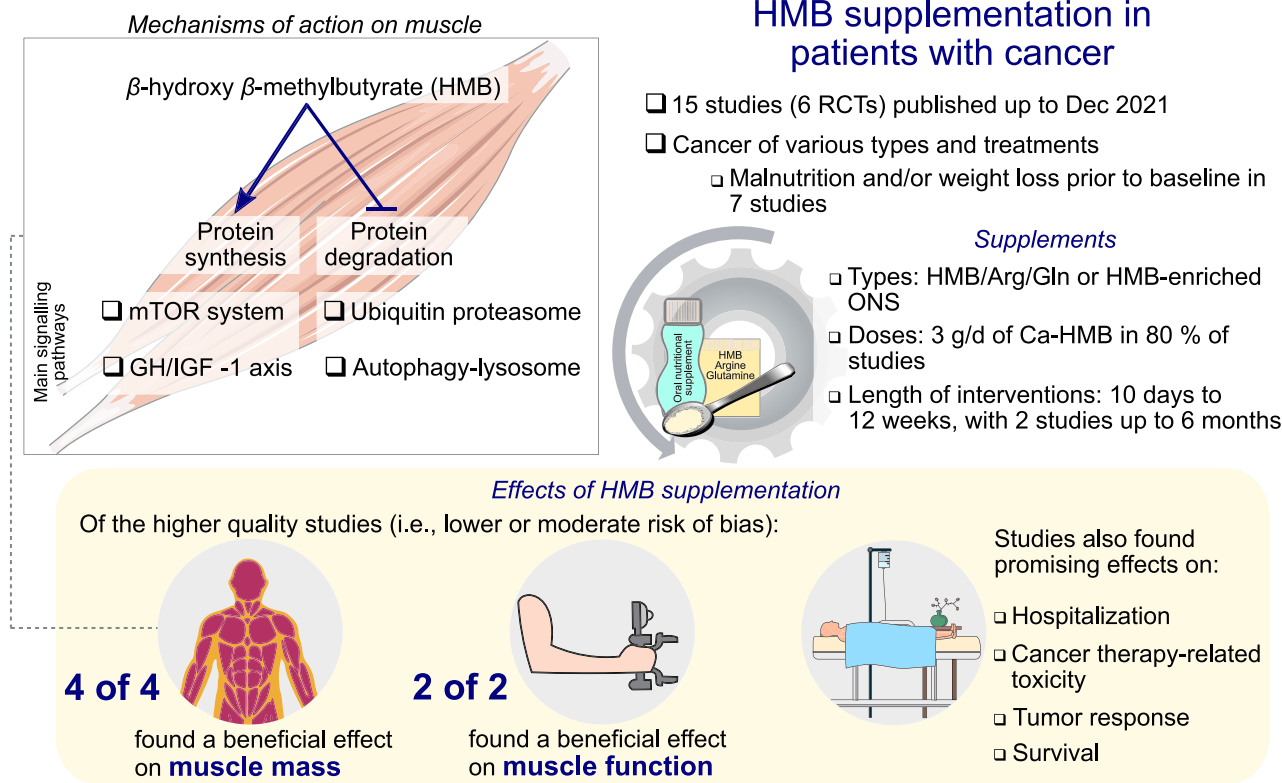 Mechanisms of action on muscle
β-hydroxy β-methylbutyrate (HMB)
Protein
synthesis
Protein
degradation
Main signalling
pathways
❑ mTOR system
❑ Ubiquitin proteasome
❑ GH/IGF -1 axis
❑ Autophagy-lysosome
HMB supplementation in
patients with cancer
❑ 15 studies (6 RCTs) published up to Dec 2021
❑ Cancer of various types and treatments
❑ Malnutrition and/or weight loss prior to baseline in
7 studies
Supplements
❑ Types: HMB/Arg/Gln or HMB-enriched
ONS
❑ Doses: 3 g/d of Ca-HMB in 80 % of
studies
❑ Length of interventions: 10 days to
12 weeks, with 2 studies up to 6 months
Oral nutritional
supplement
HMB
Argine
Glutamine
Effects of HMB supplementation
Of the higher quality studies (i.e., lower or moderate risk of bias):
4 of 4
found a beneficial effect
on muscle mass
2 of 2
found a beneficial effect
on muscle function
Studies also found
promising effects on:
❑ Hospitalization
❑ Cancer therapy-related
toxicity
❑ Tumor response
❑ Survival